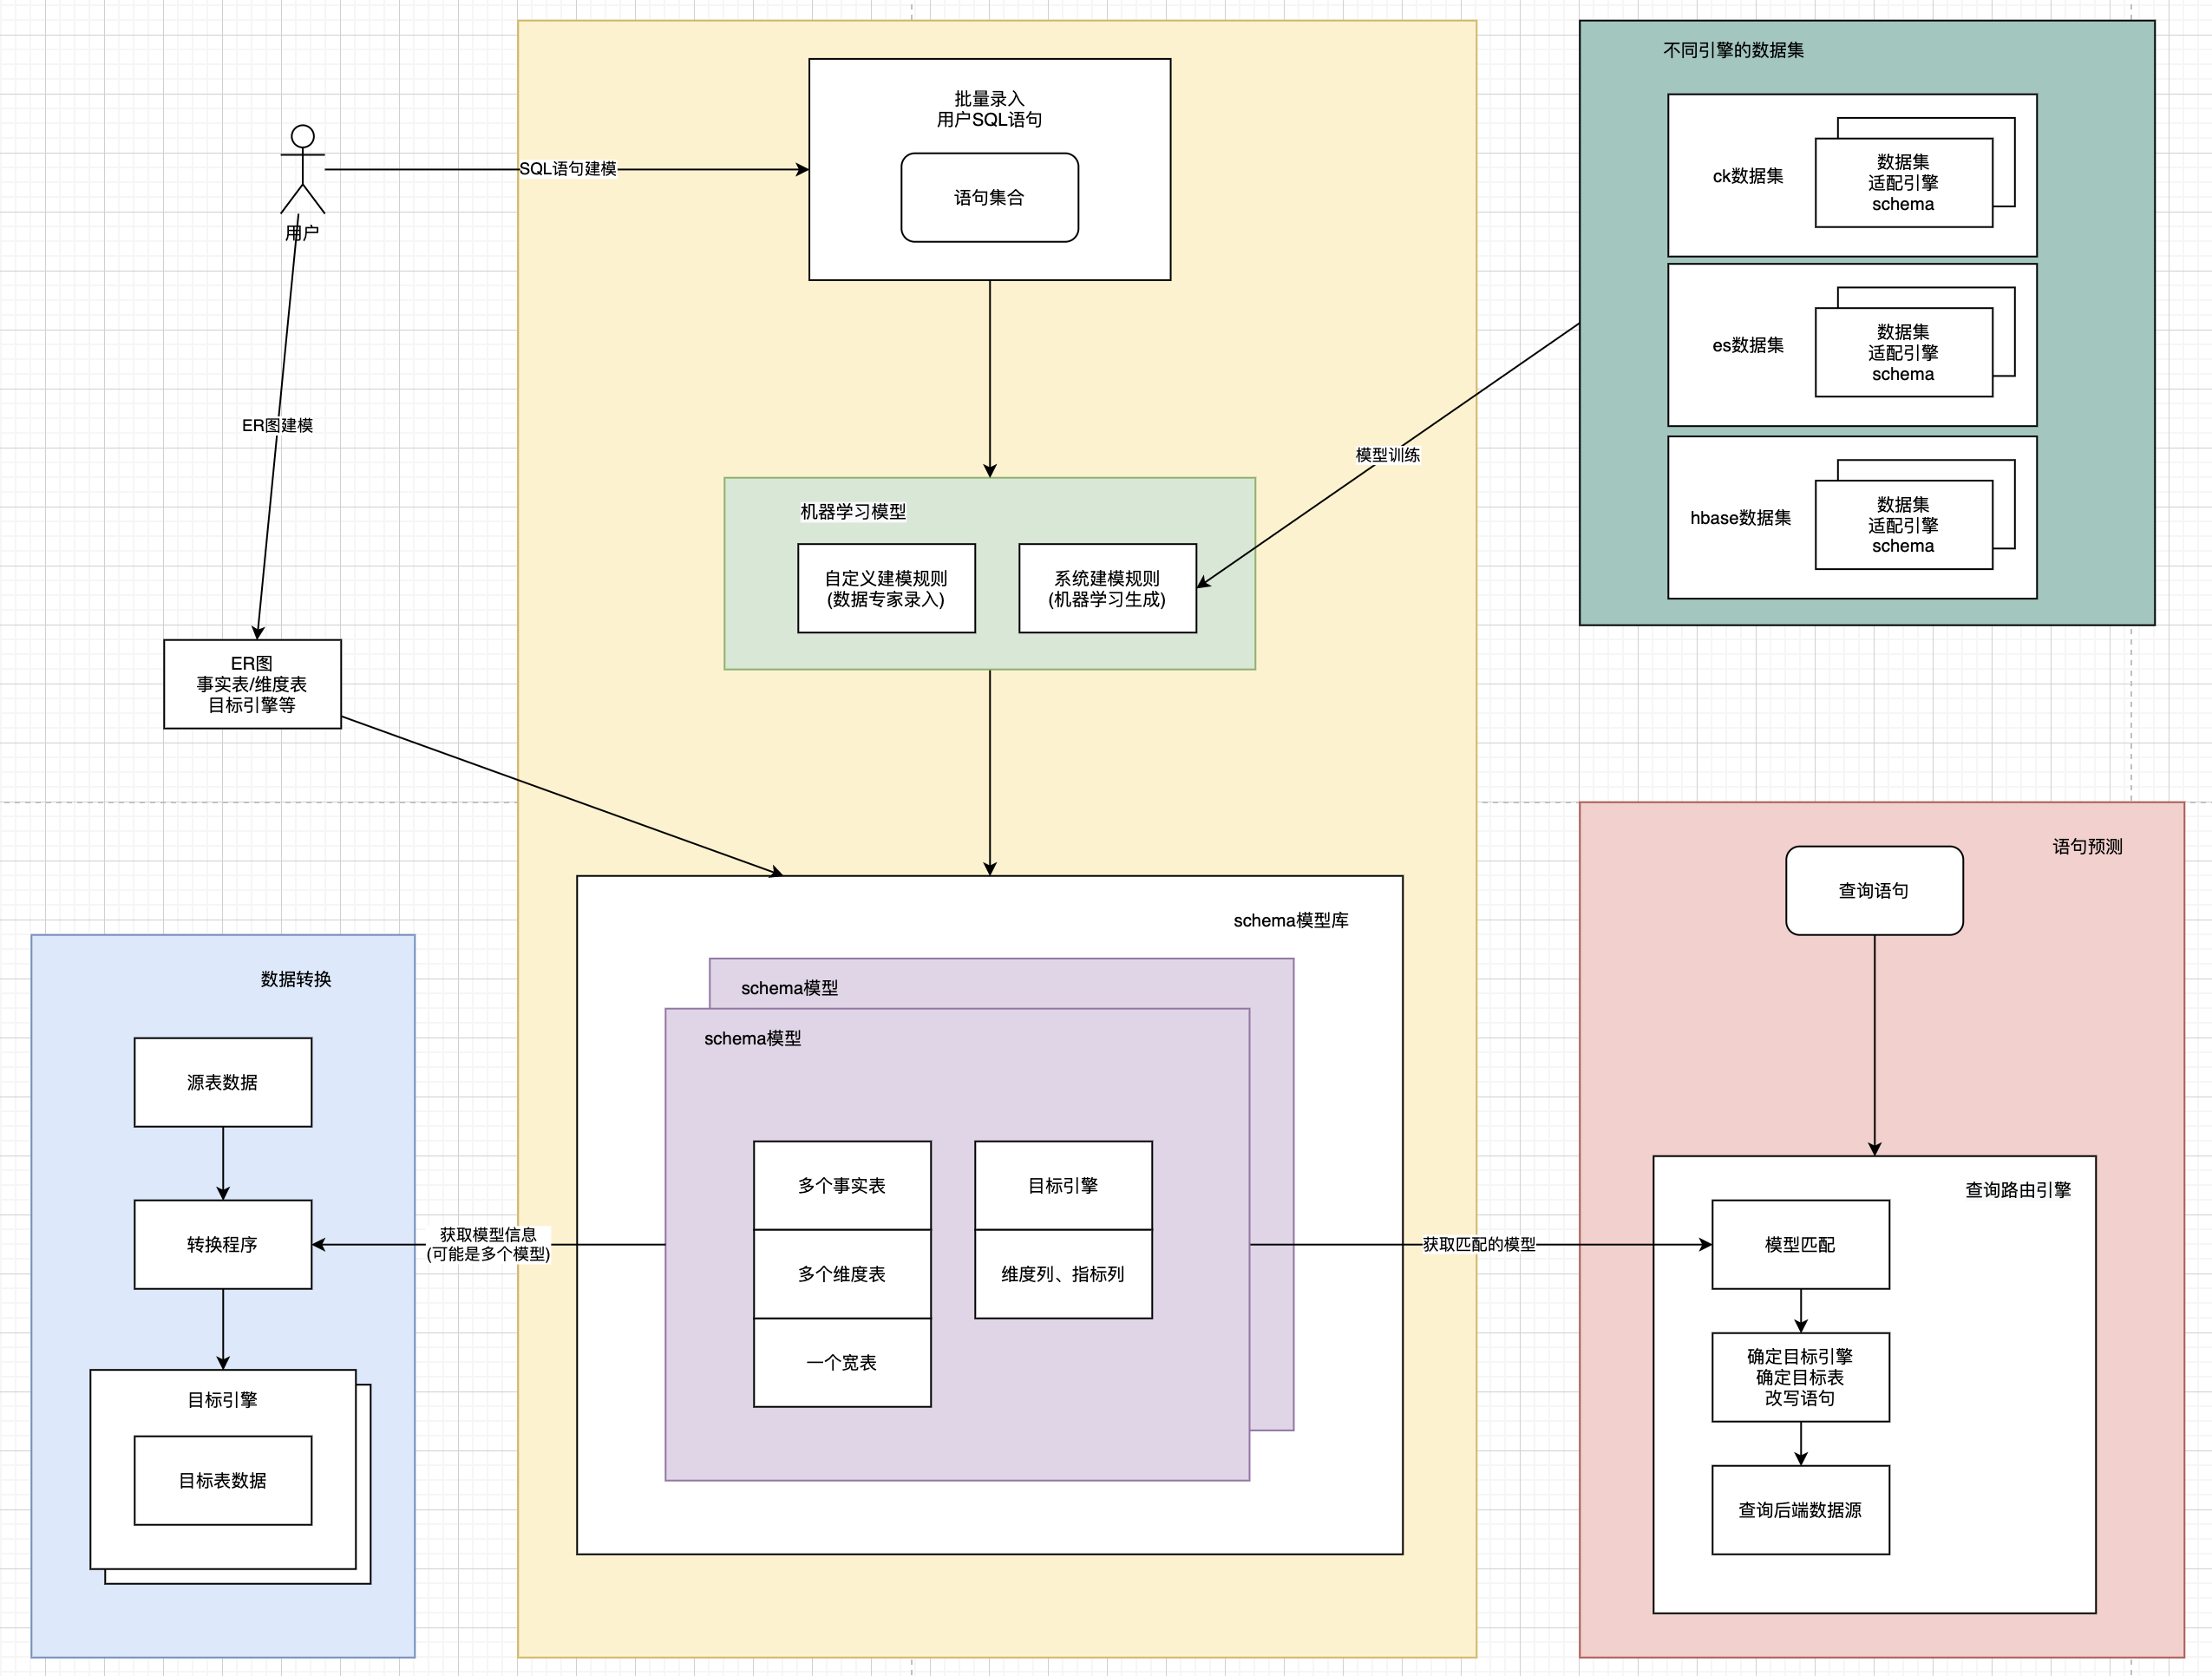 用户
SQL语句建模
ER图建模
ER图
事实表/维度表
目标引擎等
批量录入
用户SQL语句
语句集合
机器学习模型
自定义建模规则
(数据专家录入)
系统建模规则
(机器学习生成)
模型训练
不同引擎的数据集
ck数据集
数据集
适配引擎
schema
es数据集
数据集
适配引擎
schema
hbase数据集
数据集
适配引擎
schema
schema模型库
schema模型
schema模型
多个事实表
多个维度表
一个宽表
目标引擎
维度列、指标列
获取模型信息
(可能是多个模型)
获取匹配的模型
数据转换
源表数据
转换程序
目标引擎
目标表数据
语句预测
查询语句
查询路由引擎
模型匹配
确定目标引擎
确定目标表
改写语句
查询后端数据源